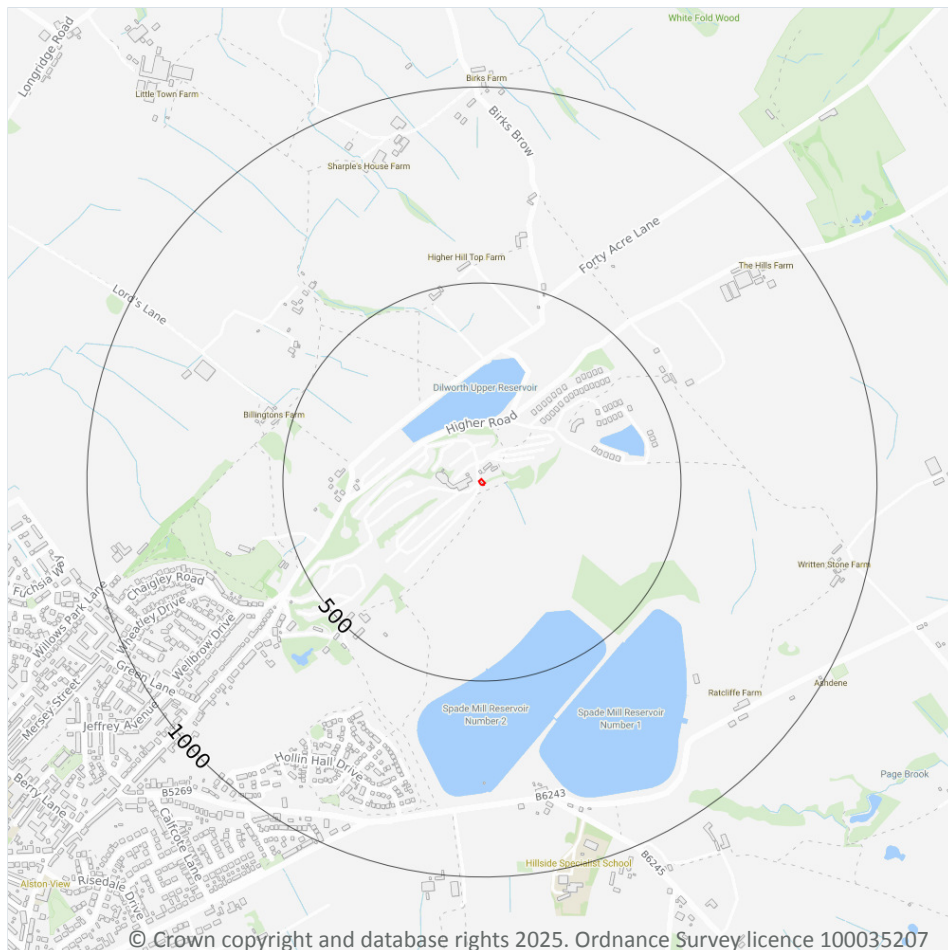 White Fold Wood
Longridge Road
Birks Farm
Little Town Farm
Birks Brow
Sharple's House Farm
Forty Acre Lane
Higher Hill Top Farm
The Hills Farm
Lord's Lane
Dilworth Upper Reservoir
Higher Road
Billingtons Farm
Written Stone Farm
Fuchsia Way
Chaigley Road
Willows Park Lane
Wheatley Drive
500
Wellbrow Drive
Green Lane
Mersey Street
Ratcliffe Farm
Ashdene
Spade Mill Reservoir
Number 2
Spade Mill Reservoir
Number 1
Jeffrey Avenue
1000
Hollin Hall Drive
Page Brook
Berry Lane
B5269
B6243
Calfcote Lane
B6245
Hillside Specialist School
Alston View
Risedale Drive
© Crown copyright and database rights 2025. Ordnance Survey licence 100035207